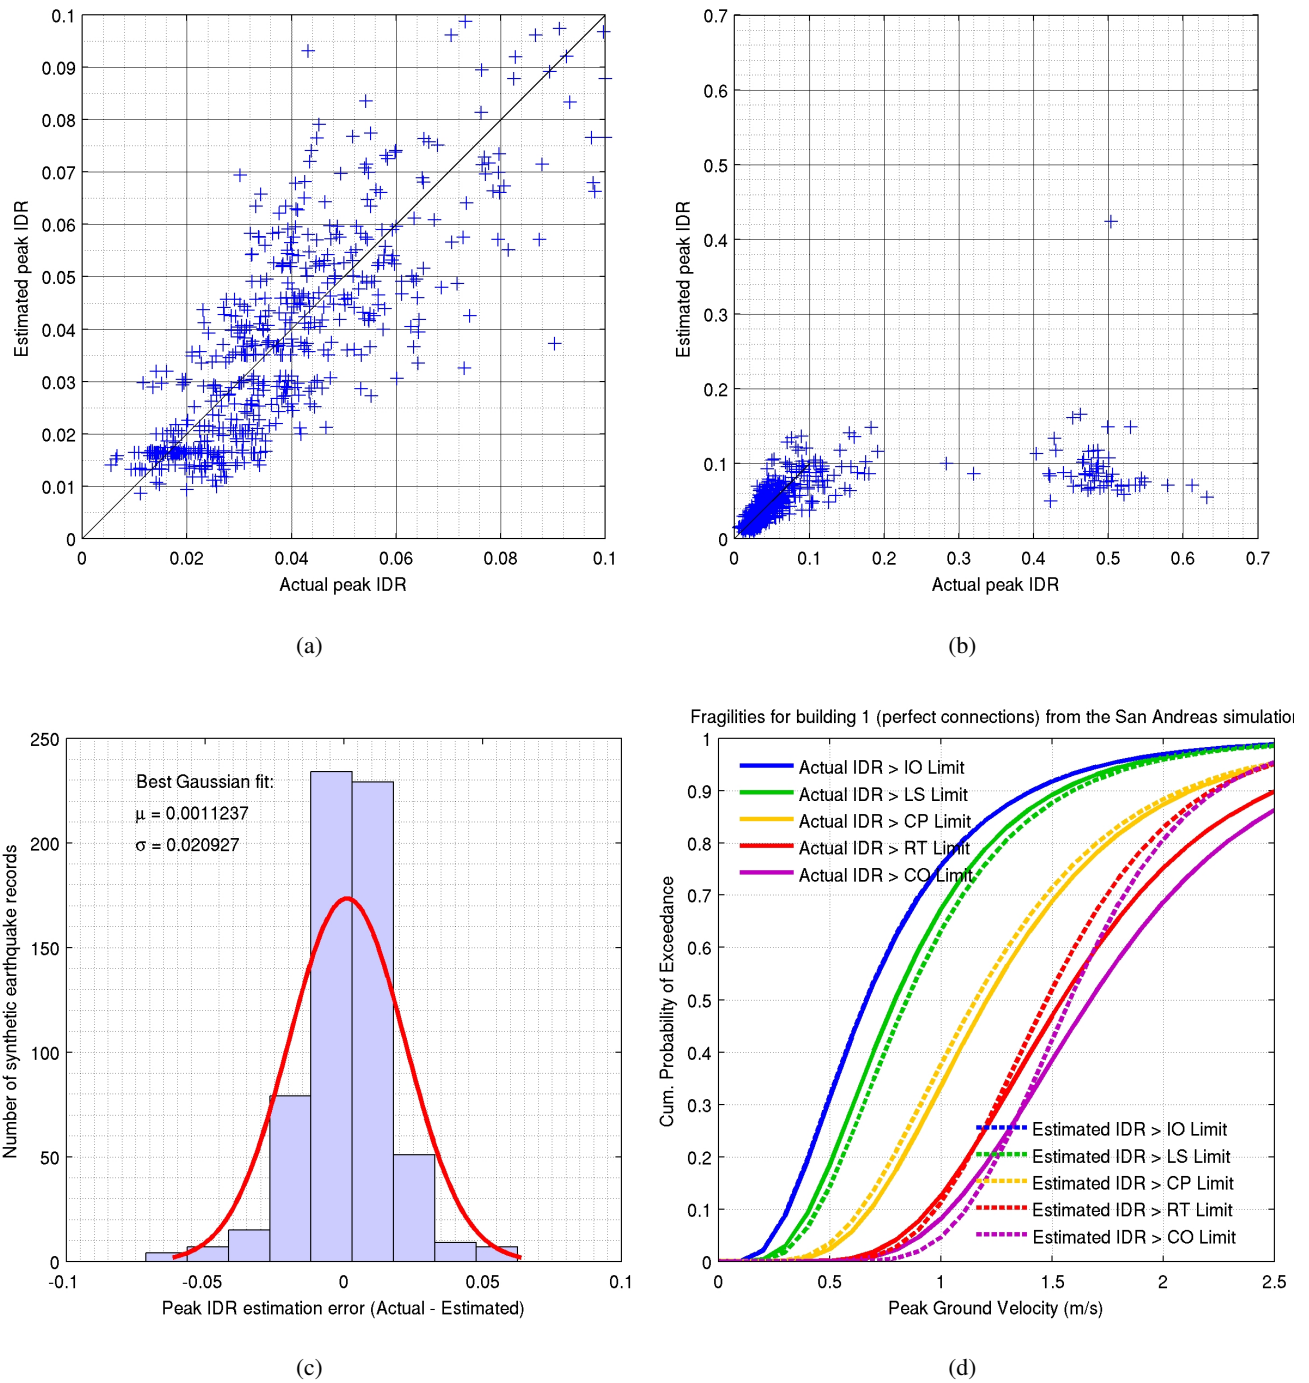 0.1
0.09
0.08
0.07
0.06
0.05
0.04
0.03
0.02
0.01
0
0
0.02
0.04
0.06
0.08
0.1
Estimated peak IDR
Actual peak IDR
(a)
0.7
0.6
0.5
0.4
0.3
0.2
0.1
0
0
0.1
0.2
0.3
0.4
0.5
0.6
0.7
Estimated peak IDR
Actual peak IDR
(b)
250
200
150
100
50
0
-0.1
-0.05
0
0.05
0.1
Number of synthetic earthquake records
Best Gaussian fit:
μ = 0.0011237
σ = 0.020927
Peak IDR estimation error (Actual - Estimated)
(c)
Fragilities for building 1 (perfect connections) from the San Andreas simulation
1
0.9
0.8
0.7
0.6
0.5
0.4
0.3
0.2
0.1
0
0
0.5
1
1.5
2
2.5
Cum. Probability of Exceedance
Actual IDR > IO Limit
Actual IDR > LS Limit
Actual IDR > CP Limit
Actual IDR > RT Limit
Actual IDR > CO Limit
Estimated IDR > IO Limit
Estimated IDR > LS Limit
Estimated IDR > CP Limit
Estimated IDR > RT Limit
Estimated IDR > CO Limit
Peak Ground Velocity (m/s)
(d)